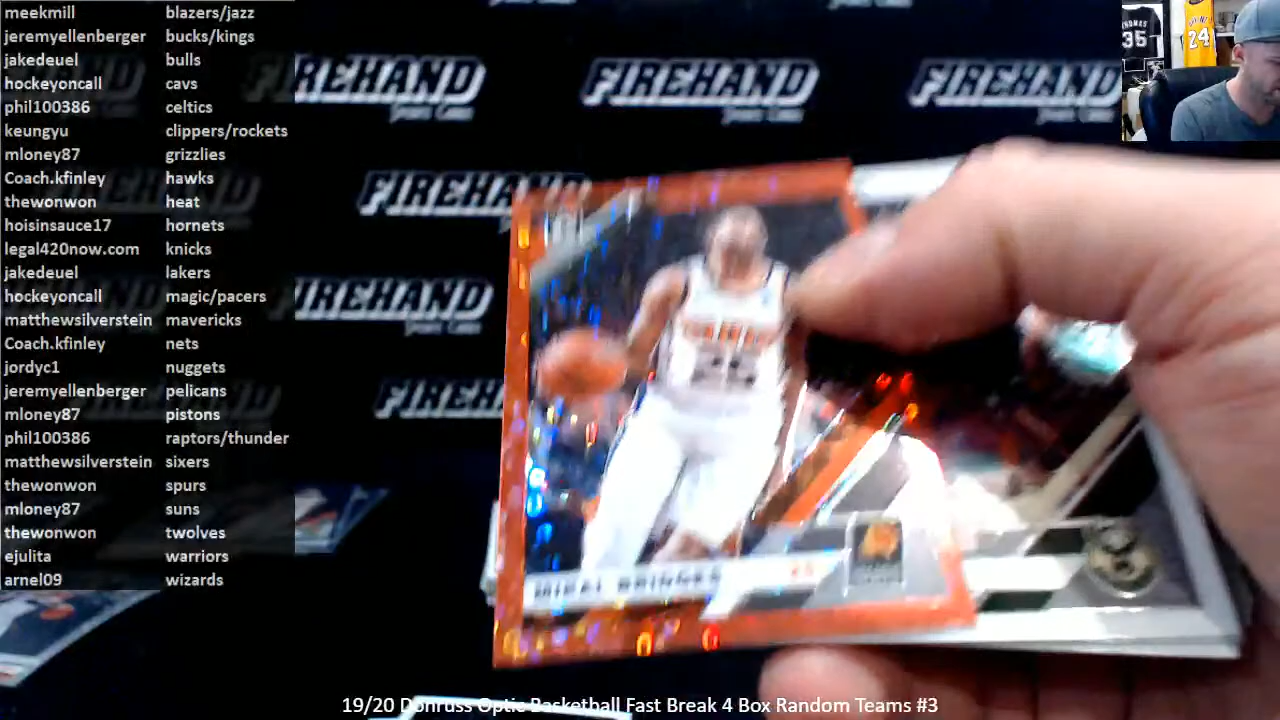 meekmill blazers/jazz
jeremyellenberger bucks/kings
jakedeuel bulls
hockeyoncall cavs
phil100386 celtics
keungyu clippers/rockets
mloney87 grizzlies
Coach.kfinley hawks
thewonwon heat
hoisinsauce17 hornets
legal420now.com knicks
jakedeuel lakers
hockeyoncall magic/pacers
matthewsilverstein mavericks
Coach.kfinley nets
jordyc1 nuggets
jeremyellenberger pelicans
mloney87 pistons
phil100386 raptors/thunder
matthewsilverstein sixers
thewonwon spurs
mloney87 suns
thewonwon twolves
ejulita warriors
arnel09 wizards
FIREHAND
FIREHAND
FIREHAND
FIREHAND
FIREHAND
FIREHAND
35
24
MIKAL BRIDGES
19/20 Donruss Optic Basketball Fast Break 4 Box Random Teams #3